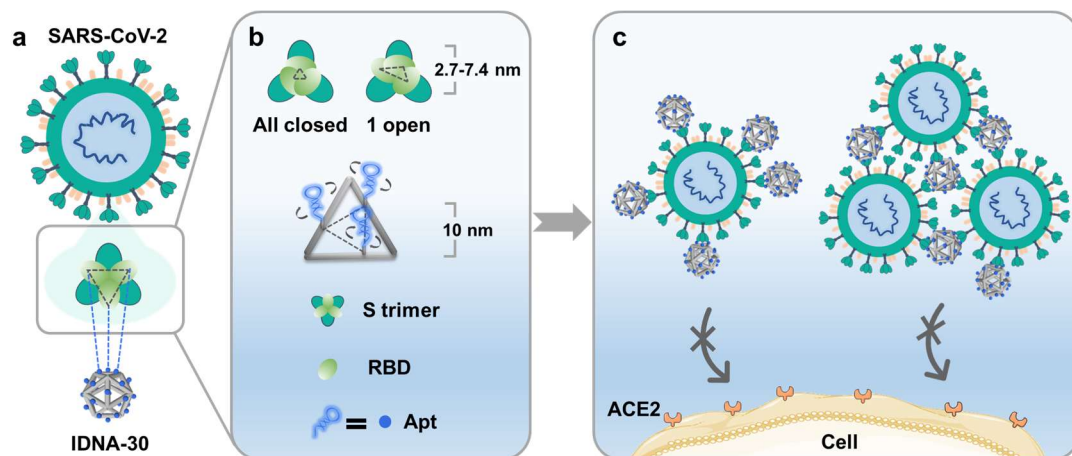 a
SARS-CoV-2
IDNA-30
b
2.7-7.4 nm
All closed
1 open
10 nm
S trimer
RBD
= Apt
c
ACE2
Cell